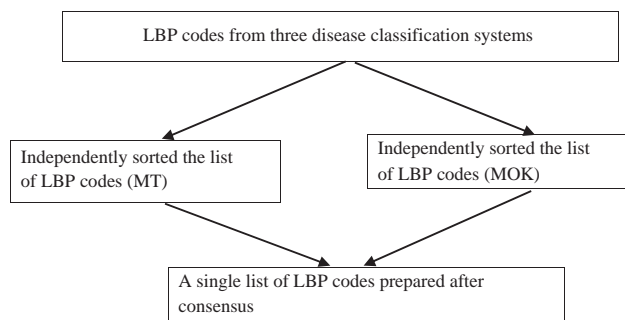 LBP codes from three disease classification systems
Independently sorted the list
of LBP codes (MT)
Independently sorted the list
of LBP codes (MOK)
A single list of LBP codes prepared after
consensus